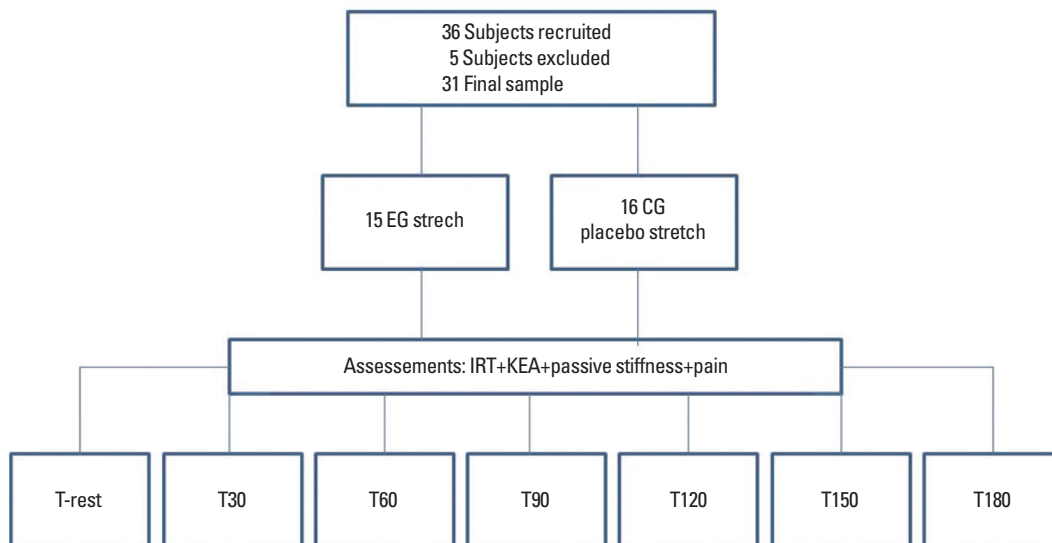 36 Subjects recruited
5 Subjects excluded
31 Final sample
15 EG strech
16 CG
placebo stretch
Assessements: IRT+KEA+passive stiffness+pain
T-rest
T30
T60
T90
T120
T150
T180